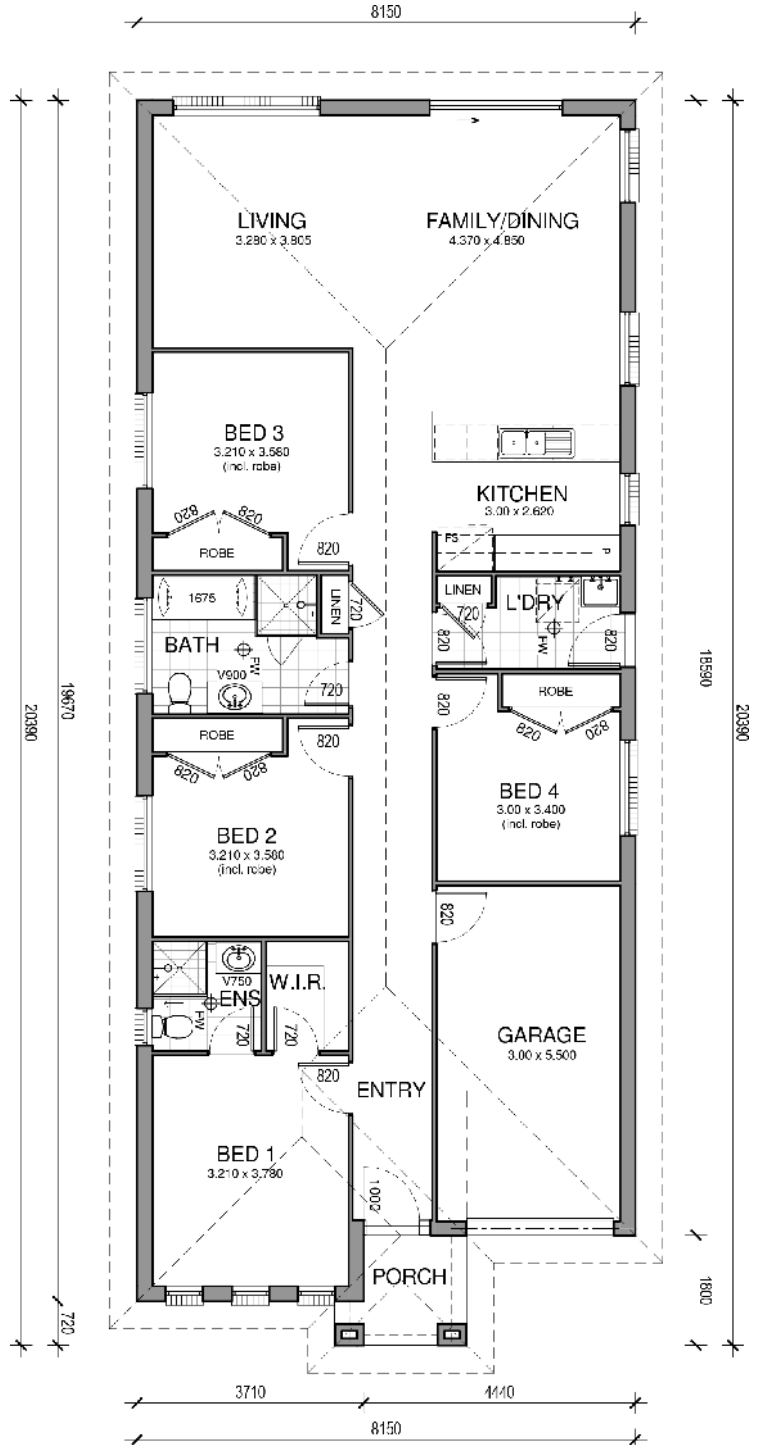 8150
LIVING
3.280 x 3.805
FAMILY/DINING
4.370 x 4.850
BED 3
3.210 x 3.580
(incl. robe)
820
820
ROBE
820
KITCHEN
3.00 x 2.620
FS
P
1675
LINEN
720
BATH
FW
V900
720
LINEN
720
L'DRY
820
FW
820
ROBE
820
820
820
ROBE
820
820
820
BED 4
3.00 x 3.400
(incl. robe)
BED 2
3.210 x 3.580
(incl. robe)
20390
19670
18590
20390
820
V750
ENS
FW
720
W.I.R.
720
GARAGE
3.00 x 5.500
820
ENTRY
BED 1
3.210 x 3.780
1000
PORCH
720
1800
3710
4440
8150